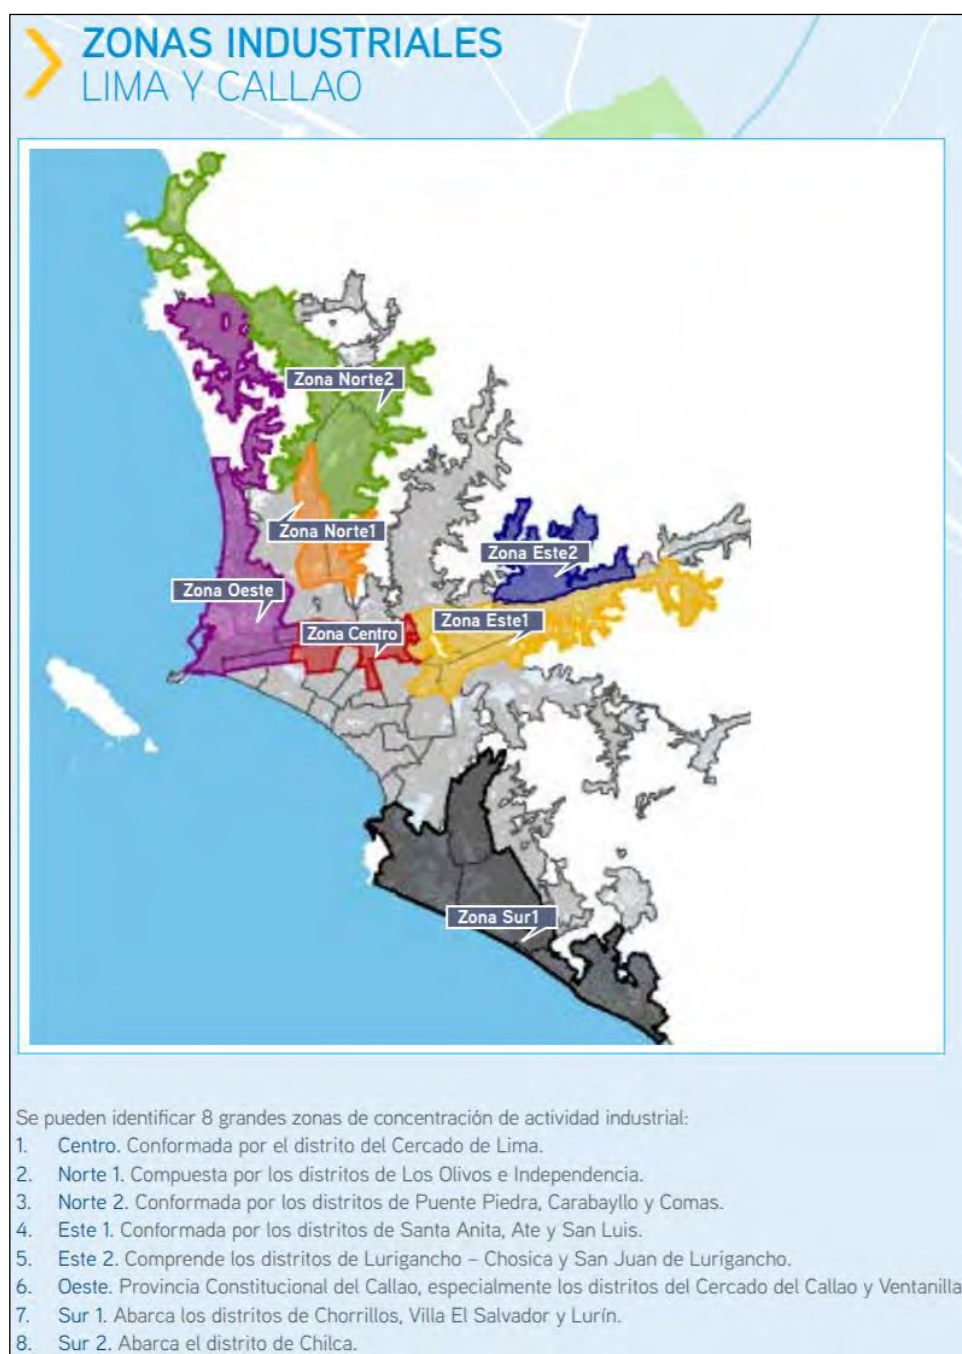 ZONAS INDUSTRIALES
LIMA Y CALLAO
Zona Norte2
Zona Norte1
Zona Este2
Zona Oeste
Zona Este1
Zona Centro
Zona Sur1
Se pueden identificar 8 grandes zonas de concentración de actividad industrial:
1. Centro. Conformada por el distrito del Cercado de Lima.
2. Norte 1. Compuesta por los distritos de Los Olivos e Independencia.
3. Norte 2. Conformada por los distritos de Puente Piedra, Carabayllo y Comas.
4. Este 1. Conformada por los distritos de Santa Anita, Ate y San Luis.
5. Este 2. Comprende los distritos de Lurigancho – Chosica y San Juan de Lurigancho.
6. Oeste. Provincia Constitucional del Callao, especialmente los distritos del Cercado del Callao y Ventanilla
7. Sur 1. Abarca los distritos de Chorrillos, Villa El Salvador y Lurín.
8. Sur 2. Abarca el distrito de Chilca.